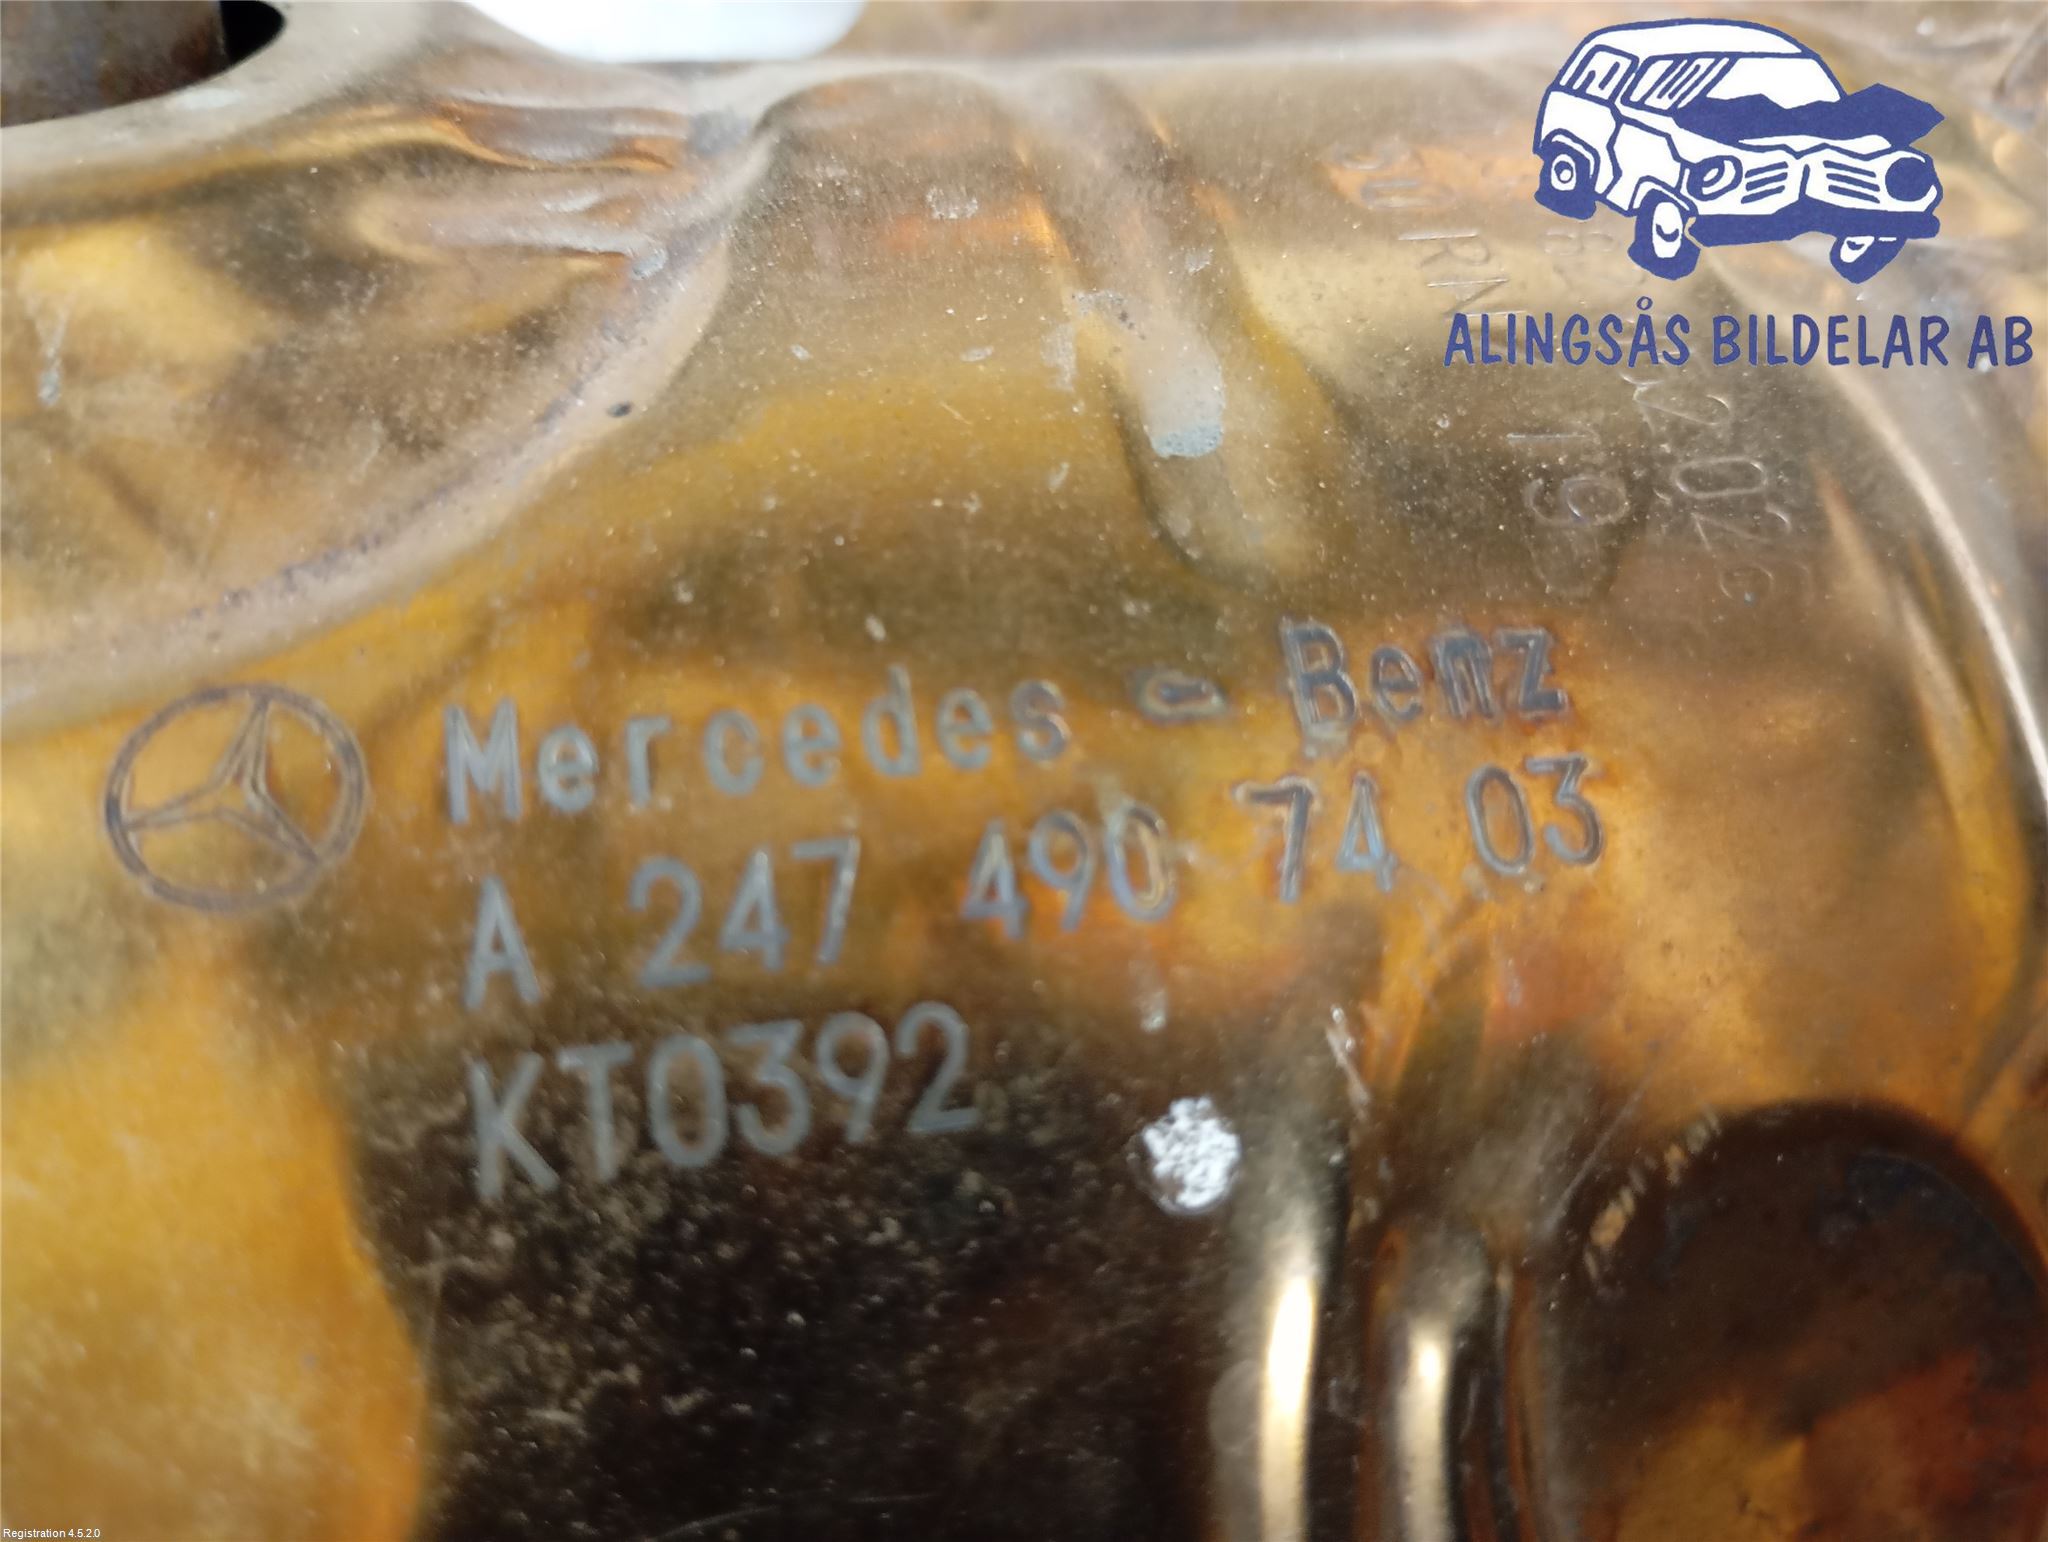 ALINGSÅS BILDELAR AB
Mercedes - Benz
A 247 490 74 03
KT0392
Registration 4.5.2.0